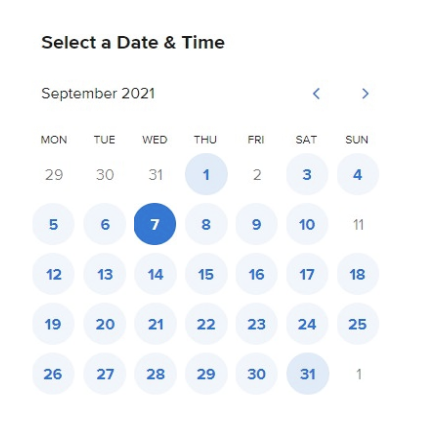 Select a Date & Time
September 2021
MON TUE WED THU FRI SAT SUN
29 30 31 1 2 3 4
5 6 7 8 9 10 11
12 13 14 15 16 17 18
19 20 21 22 23 24 25
26 27 28 29 30 31 1